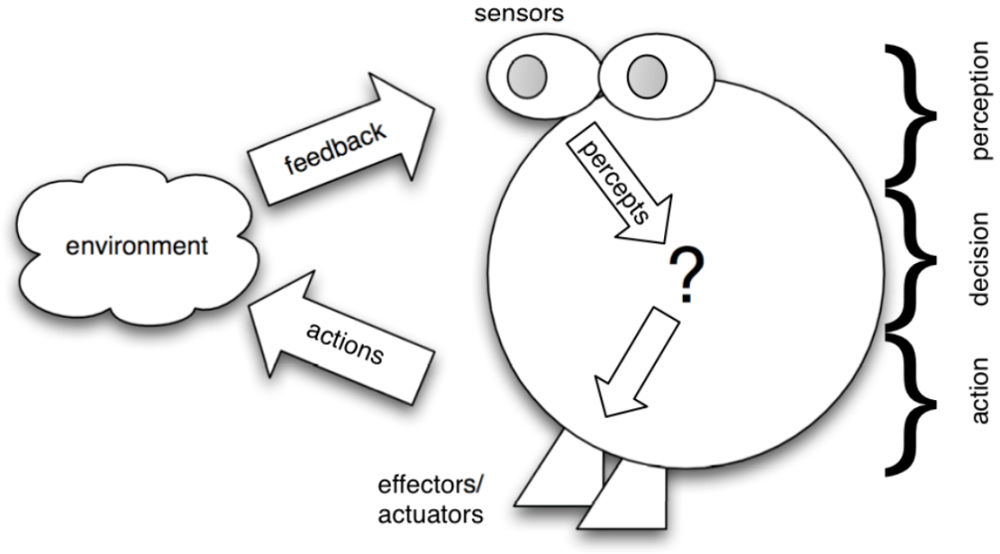 sensors
perception
feedback
percepts
environment
?
decision
actions
action
effectors/
actuators